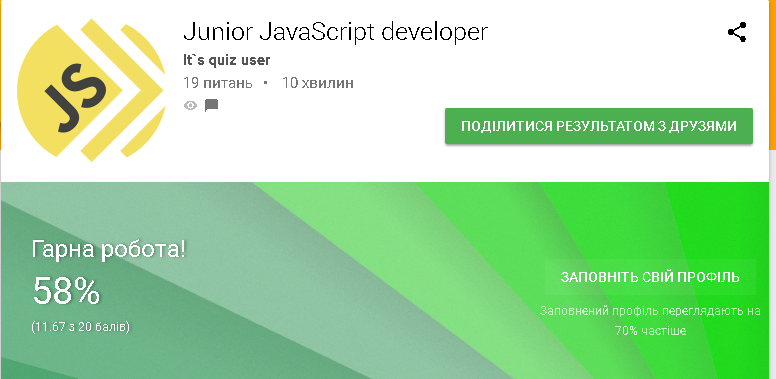 JS
Junior JavaScript developer
It`s quiz user
19 питань • 10 хвилин
ПОДІЛИТИСЯ РЕЗУЛЬТАТОМ З ДРУЗЯМИ
Гарна робота!
58%
(11.67 з 20 балів)
ЗАПОВНІТЬ СВІЙ ПРОФІЛЬ
Заповнений профіль переглядають на
70% частіше